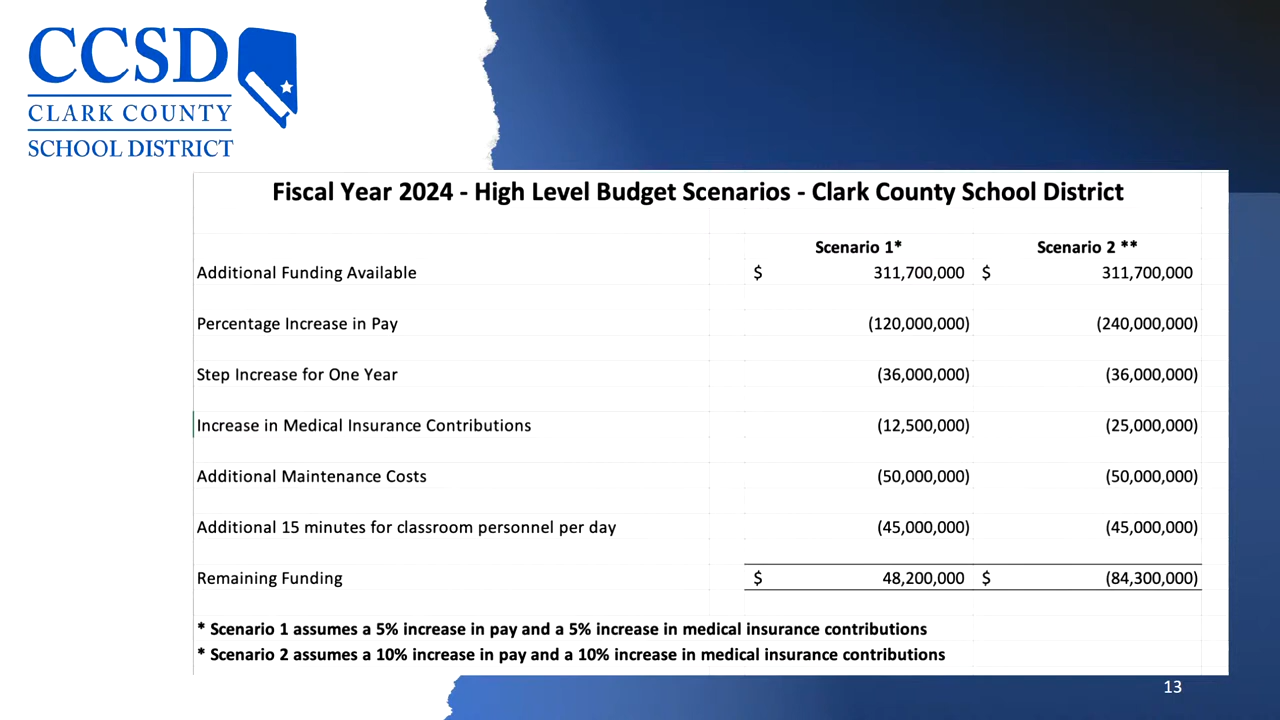 CCSD
CLARK COUNTY
SCHOOL DISTRICT
Fiscal Year 2024 - High Level Budget Scenarios - Clark County School District
Scenario 1* Scenario 2 **
Additional Funding Available $ 311,700,000 $ 311,700,000
Percentage Increase in Pay (120,000,000) (240,000,000)
Step Increase for One Year (36,000,000) (36,000,000)
Increase in Medical Insurance Contributions (12,500,000) (25,000,000)
Additional Maintenance Costs (50,000,000) (50,000,000)
Additional 15 minutes for classroom personnel per day (45,000,000) (45,000,000)
Remaining Funding $ 48,200,000 $ (84,300,000)
* Scenario 1 assumes a 5% increase in pay and a 5% increase in medical insurance contributions
* Scenario 2 assumes a 10% increase in pay and a 10% increase in medical insurance contributions
13